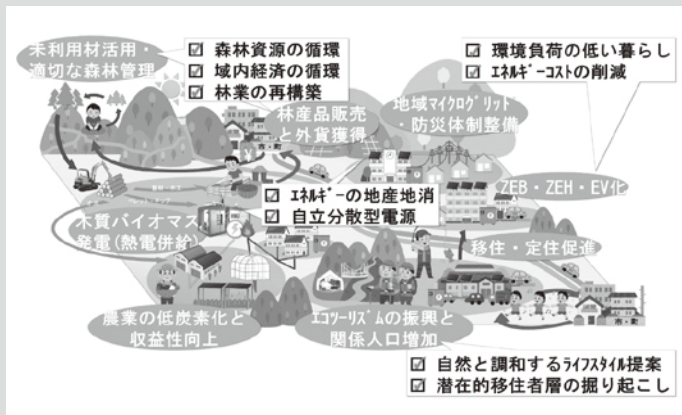 未利用材活用・
適切な森林管理
☑ 森林資源の循環
☑ 域内経済の循環
☑ 林業の再構築
☑ 環境負荷の低い暮らし
☑ ｴﾈﾙｷﾞｰコストの削減
林産品販売
と外貨獲得
地域マイクログリッド
・防災体制整備
市・町
☑ ｴﾈﾙｷﾞｰの地産地消
☑ 自立分散型電源
ZEB・ZEH・EV化
木質バイオマス
発電(熱電併給)
移住・定住促進
農業の低炭素化と
収益性向上
ｴｺﾂｰﾘｽﾞﾑの振興と
関係人口増加
☑ 自然と調和するﾗｲﾌｽﾀｲﾙ提案
☑ 潜在的移住者層の掘り起こし